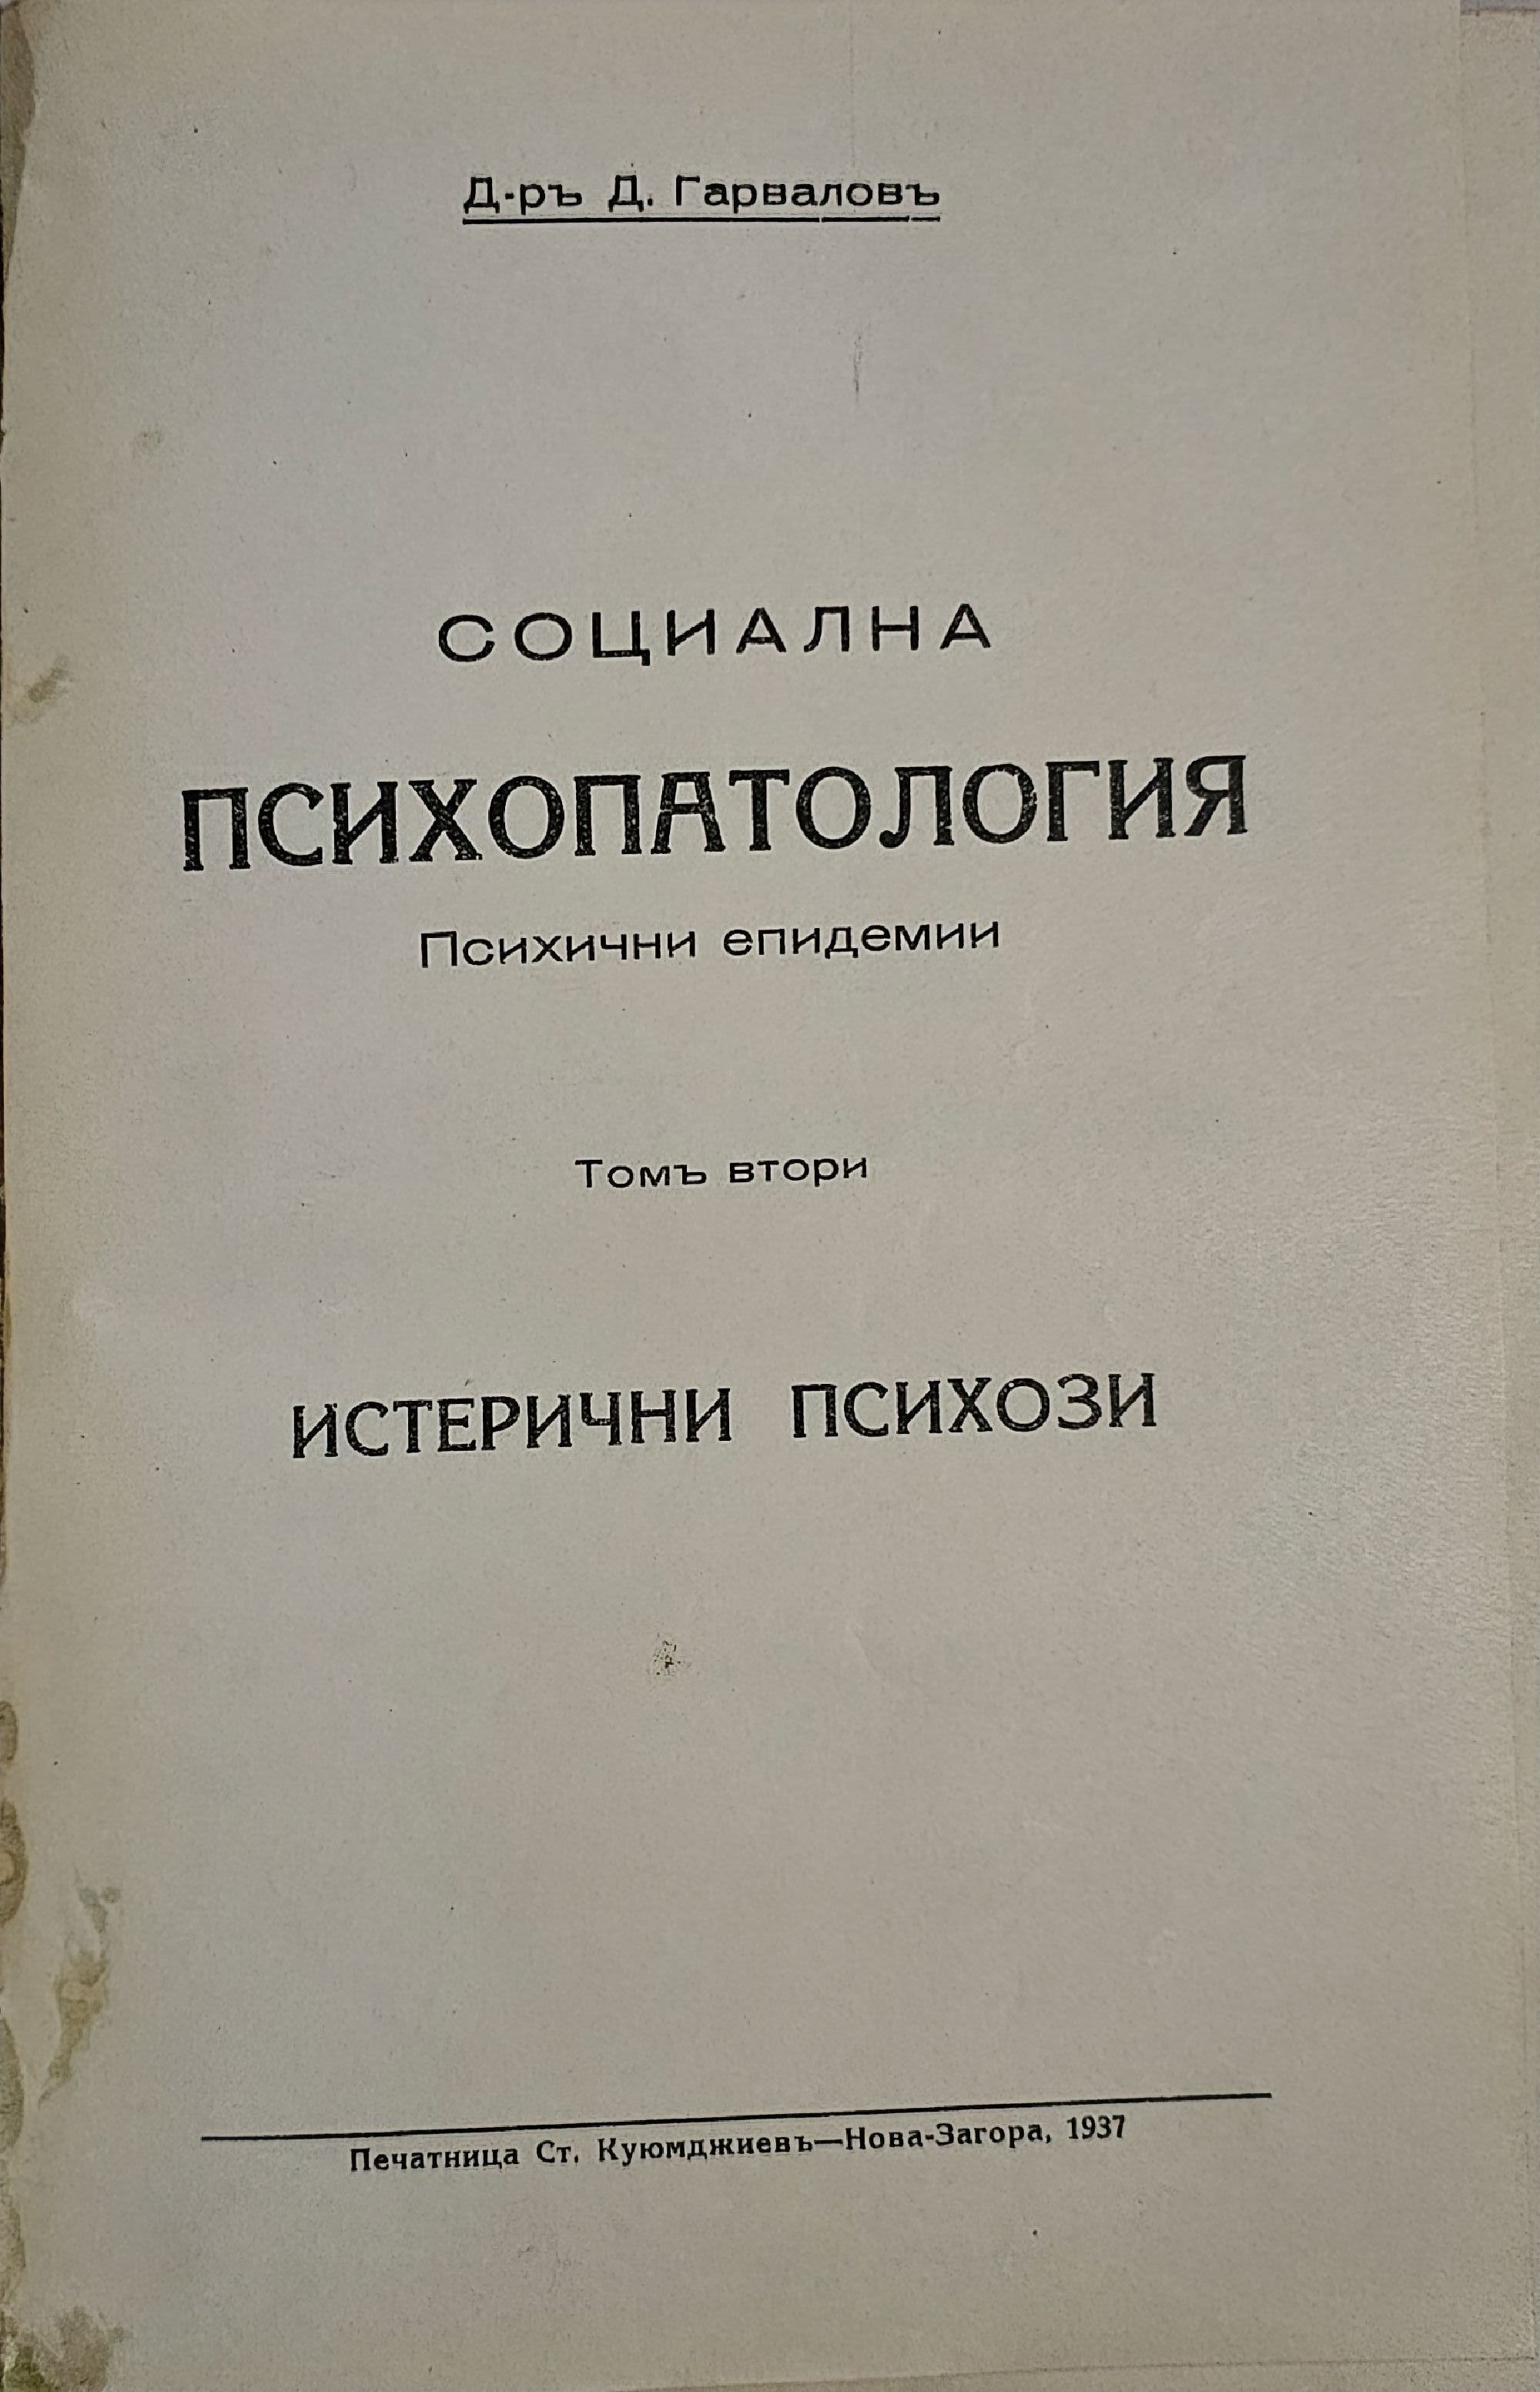 Д-ръ Д. Гарваловъ
СОЦИАЛНА
ПСИХОПАТОЛОГИЯ
Психични епидемии
Томъ втори
ИСТЕРИЧНИ ПСИХОЗИ
Печатница Ст. Куюмджиевъ—Нова-Загора, 1937